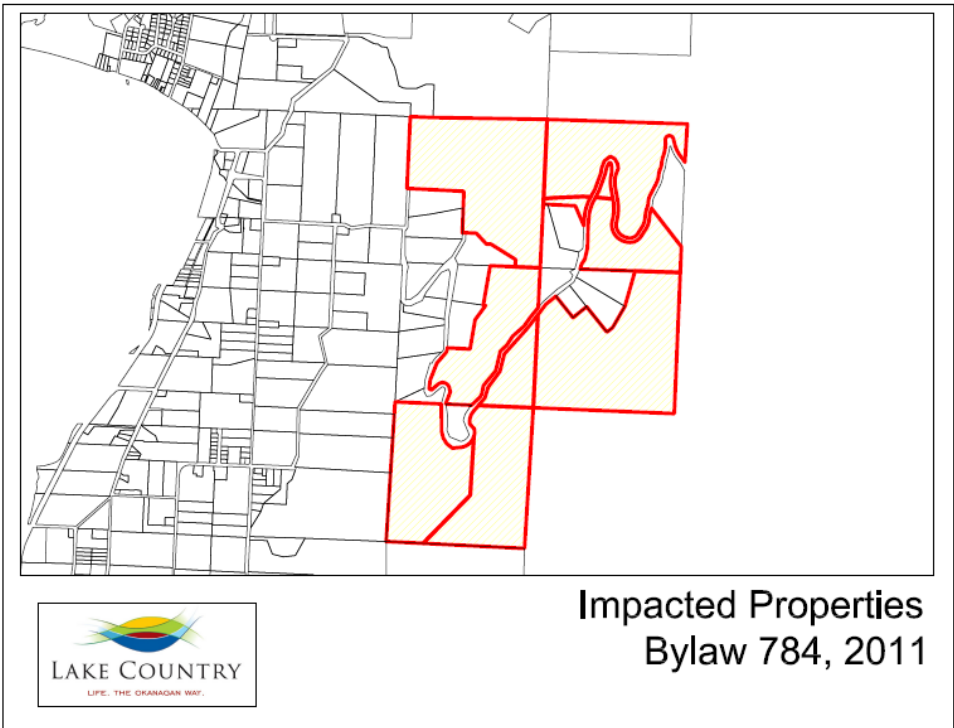 Impacted Properties
Bylaw 784, 2011
LAKE COUNTRY
LIFE. THE OKANAGAN WAY.